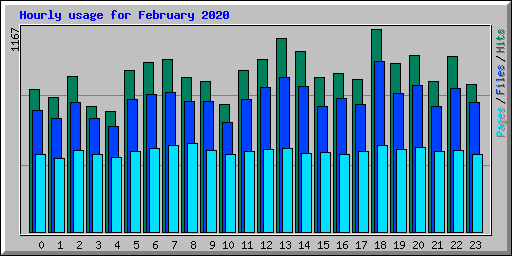 Hourly usage for February 2020
1167
Pages/Files/Hits
0 1 2 3 4 5 6 7 8 9 10 11 12 13 14 15 16 17 18 19 20 21 22 23